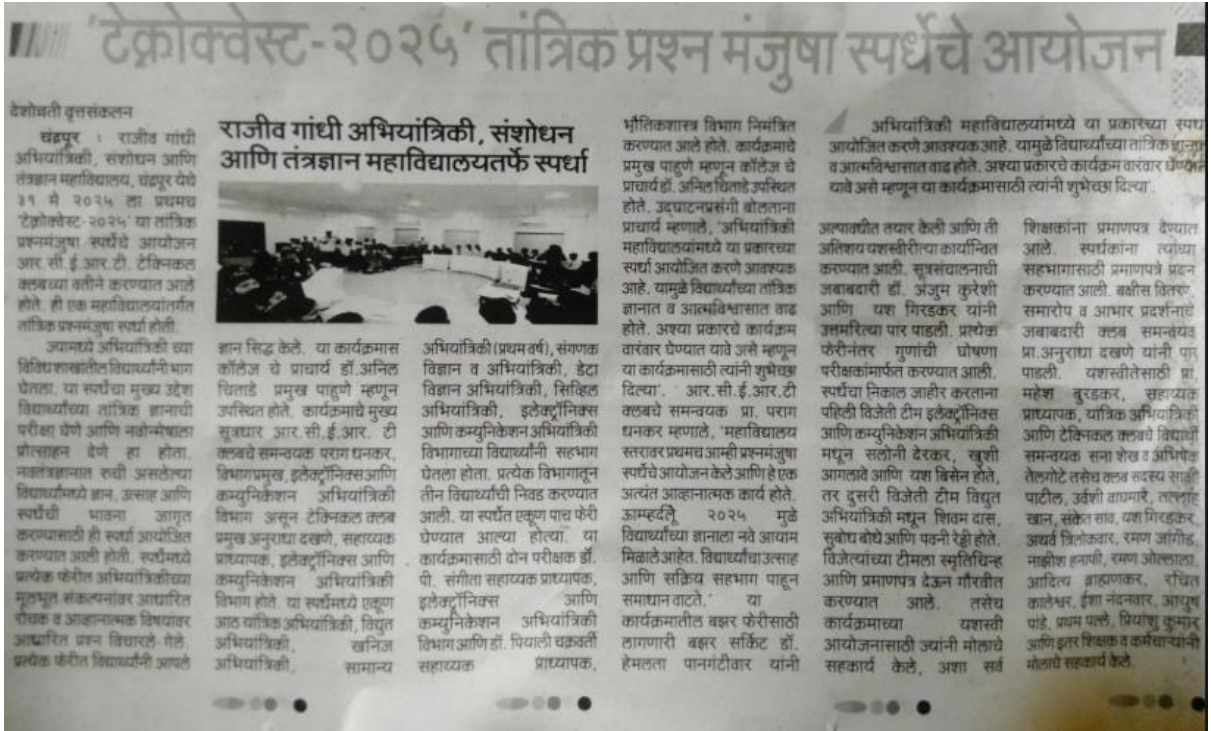 'टेक्नोक्वेस्ट-२०२५' तांत्रिक प्रश्न मंजुषा स्पर्धेचे आयोजन
देशोन्नती वृत्तसंकलन
चंद्रपूर : राजीव गांधी
अभियांत्रिकी, संशोधन आणि
तंत्रज्ञान महाविद्यालय, चंद्रपूर येथे
३१ मे २०२५ ला प्रथमच
'टेक्नोक्वेस्ट-२०२५' या तांत्रिक
प्रश्नमंजुषा स्पर्धेचे आयोजन
आर.सी.ई.आर.टी. टेक्निकल
क्लबच्या वतीने करण्यात आले
होते. ही एक महाविद्यालयांतर्गत
तांत्रिक प्रश्नमंजुषा स्पर्धा होती.
ज्यामध्ये अभियांत्रिकी च्या
विविध शाखांतील विद्यार्थ्यांनी भाग
घेतला. या स्पर्धेचा मुख्य उद्देश
विद्यार्थ्यांच्या तांत्रिक ज्ञानाची
परीक्षा घेणे आणि नवोन्मेषाला
प्रोत्साहन देणे हा होता.
नवतंत्रज्ञानात रुची असलेल्या
विद्यार्थ्यांमध्ये ज्ञान, उत्साह आणि
स्पर्धेची भावना जागृत
करण्यासाठी ही स्पर्धा आयोजित
करण्यात आली होती. स्पर्धेमध्ये
प्रत्येक फेरीत अभियांत्रिकीच्या
मूलभूत संकल्पनांवर आधारित
रोचक व आव्हानात्मक विषयांवर
आधारित प्रश्न विचारले गेले.
प्रत्येक फेरीत विद्यार्थ्यांनी आपले
राजीव गांधी अभियांत्रिकी, संशोधन
आणि तंत्रज्ञान महाविद्यालयतर्फे स्पर्धा
ज्ञान सिद्ध केले. या कार्यक्रमास
कॉलेज चे प्राचार्य डॉ.अनिल
चिताडे प्रमुख पाहुणे म्हणून
उपस्थित होते. कार्यक्रमाचे मुख्य
सूत्रधार आर.सी.ई.आर. टी
क्लबचे समन्वयक पराग धनकर,
विभागप्रमुख, इलेक्ट्रॉनिक्स आणि
कम्युनिकेशन अभियांत्रिकी
विभाग असून टेक्निकल क्लब
प्रमुख अनुराधा दखणे, सहाय्यक
प्राध्यापक, इलेक्ट्रॉनिक्स आणि
कम्युनिकेशन अभियांत्रिकी
विभाग होते. या स्पर्धेमध्ये एकूण
आठ यांत्रिक अभियांत्रिकी, विद्युत
अभियांत्रिकी, खनिज
अभियांत्रिकी, सामान्य
अभियांत्रिकी (प्रथम वर्ष), संगणक
विज्ञान व अभियांत्रिकी, डेटा
विज्ञान अभियांत्रिकी, सिव्हिल
अभियांत्रिकी, इलेक्ट्रॉनिक्स
आणि कम्युनिकेशन अभियांत्रिकी
विभागाच्या विद्यार्थ्यांनी सहभाग
घेतला होता. प्रत्येक विभागातून
तीन विद्यार्थ्यांची निवड करण्यात
आली. या स्पर्धेत एकूण पाच फेरी
घेण्यात आल्या होत्या. या
कार्यक्रमासाठी दोन परीक्षक डॉ.
पी. संगीता सहाय्यक प्राध्यापक,
इलेक्ट्रॉनिक्स आणि
कम्युनिकेशन अभियांत्रिकी
विभाग आणि डॉ. पियाली चक्रवर्ती
सहाय्यक प्राध्यापक,
भौतिकशास्त्र विभाग निमंत्रित
करण्यात आले होते. कार्यक्रमाचे
प्रमुख पाहुणे म्हणून कॉलेज चे
प्राचार्य डॉ. अनिल चिताडे उपस्थित
होते. उद्घाटनप्रसंगी बोलताना
प्राचार्य म्हणाले, 'अभियांत्रिकी
महाविद्यालयांमध्ये या प्रकारच्या
स्पर्धा आयोजित करणे आवश्यक
आहे. यामुळे विद्यार्थ्यांच्या तांत्रिक
ज्ञानात व आत्मविश्वासात वाढ
होते. अश्या प्रकारचे कार्यक्रम
वारंवार घेण्यात यावे असे म्हणून
या कार्यक्रमासाठी त्यांनी शुभेच्छा
दिल्या'. आर.सी.ई.आर.टी
क्लबचे समन्वयक प्रा. पराग
धनकर म्हणाले, 'महाविद्यालय
स्तरावर प्रथमच आम्ही प्रश्नमंजुषा
स्पर्धेचे आयोजन केले आणि हे एक
अत्यंत आव्हानात्मक कार्य होते.
२०२५ मुळे
विद्यार्थ्यांच्या ज्ञानाला नवे आयाम
मिळाले आहेत. विद्यार्थ्यांचा उत्साह
आणि सक्रिय सहभाग पाहून
समाधान वाटते.' या
कार्यक्रमातील बझर फेरीसाठी
लागणारी बझर सर्किट डॉ.
हेमलता पानगंटीवार यांनी
अभियांत्रिकी महाविद्यालयांमध्ये या प्रकारच्या
आयोजित करणे आवश्यक आहे. यामुळे विद्यार्थ्यांच्या तांत्रिक ज्ञानात
व आत्मविश्वासात वाढ होते. अश्या प्रकारचे कार्यक्रम वारंवार घेण्यात
यावे असे म्हणून या कार्यक्रमासाठी त्यांनी शुभेच्छा दिल्या'.
अल्पावधीत तयार केली आणि ती
अतिशय यशस्वीरीत्या कार्यान्वित
करण्यात आली. सूत्रसंचालनाची
जबाबदारी डॉ. अंजुम कुरेशी
आणि यश गिरडकर यांनी
उत्तमरित्या पार पाडली. प्रत्येक
फेरीनंतर गुणांची घोषणा
परीक्षकांमार्फत करण्यात आली.
स्पर्धेचा निकाल जाहीर करताना
पहिली विजेती टीम इलेक्ट्रॉनिक्स
आणि कम्युनिकेशन अभियांत्रिकी
मधून सलोनी देरकर, खुशी
आगलावे आणि यश बिसेन होते,
तर दुसरी विजेती टीम विद्युत
अभियांत्रिकी मधून शिवम दास,
सुबोध बोधे आणि पवनी रेड्डी होते.
विजेत्यांच्या टीमला स्मृतिचिन्ह
आणि प्रमाणपत्र देऊन गौरवीत
करण्यात आले. तसेच
कार्यक्रमाच्या यशस्वी
आयोजनासाठी ज्यांनी मोलाचे
सहकार्य केले, अशा सर्व
शिक्षकांना प्रमाणपत्र देण्यात
आले. स्पर्धकांना त्यांच्या
सहभागासाठी प्रमाणपत्रे प्रदान
करण्यात आली. बक्षीस वितरण,
समारोप व आभार प्रदर्शनाचे
जबाबदारी क्लब समन्वयक
प्रा.अनुराधा दखणे यांनी पार
पाडली. यशस्वीतेसाठी प्रा.
महेश बुरडकर, सहाय्यक
प्राध्यापक, यांत्रिक अभियांत्रिकी
आणि टेक्निकल क्लबचे विद्यार्थी
समन्वयक सना शेख व अभिषेक
तेलगोटे तसेच क्लब सदस्य साक्षी
पाटील, उर्वशी वाघमारे, तल्लाह
खान, संकेत साव, यश गिरडकर,
अथर्व त्रिलोकवार, रमण जांगीड,
नाझीश हनाफी, रमण ओल्लाला,
आदित्य ब्राह्मणकर, रचित
कालेश्वर, ईशा नंदनवार, आयुष
पांडे, प्रथम पल्ले, प्रियांशु कुमार
आणि इतर शिक्षक व कर्मचाऱ्यांनी
मोलाचे सहकार्य केले.